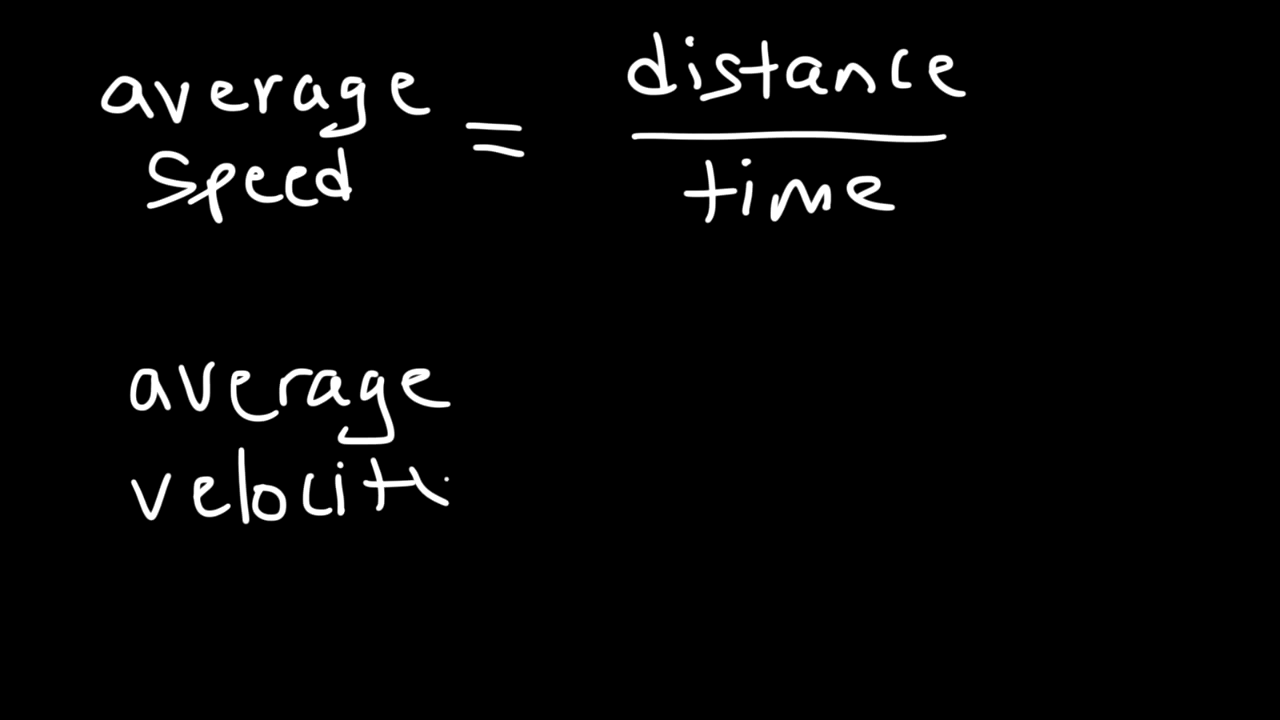 average speed = distance / time
average
velocit